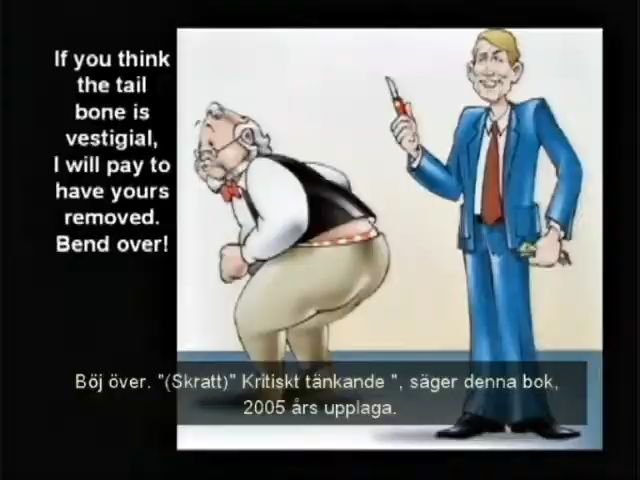 If you think
the tail
bone is
vestigial,
I will pay to
have yours
removed.
Bend over!
Böj över. "(Skratt)" Kritiskt tänkande ", säger denna bok,
2005 års upplaga.